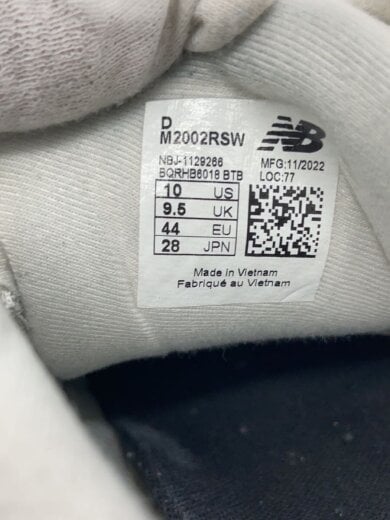 D
M2002RSW
NB
NBJ-1129266
MFG:11/2022
BQRHB6018 BTB
LOC:77
10 US
9.5 UK
44 EU
28 JPN
Made in Vietnam
Fabriqué au Vietnam